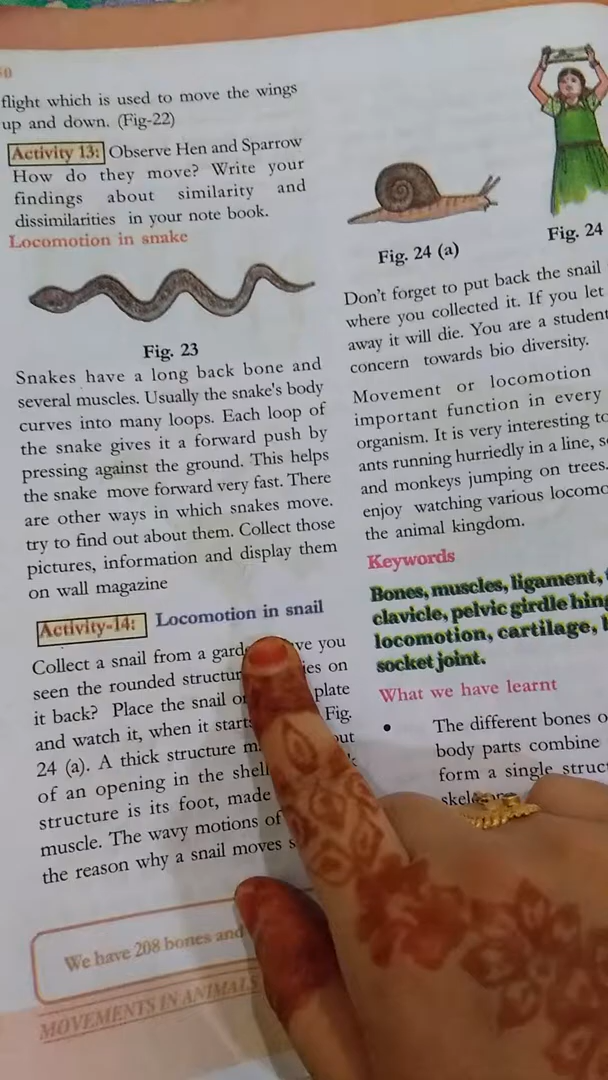 flight which is used to move the wings
up and down. (Fig-22)
Activity 13: Observe Hen and Sparrow
How do they move? Write your
findings about similarity and
dissimilarities in your note book.
Locomotion in snake
Fig. 23
Snakes have a long back bone and
several muscles. Usually the snake's body
curves into many loops. Each loop of
the snake gives it a forward push by
pressing against the ground. This helps
the snake move forward very fast. There
are other ways in which snakes move.
try to find out about them. Collect those
pictures, information and display them
on wall magazine
Activity-14: Locomotion in snail
Collect a snail from a you
seen the rounded on
it back? Place the snail plate
and watch it, when it Fig.
24 (a). A thick structure
of an opening in the
structure is its foot, made
muscle. The wavy motions of
the reason why a snail moves
We have 208 bones and
MOVEMENTS IN ANIMALS
Fig. 24 (a)
Fig. 24
Don't forget to put back the snail
where you collected it. If you let
away it will die. You are a student
concern towards bio diversity.
Movement or locomotion
important function in every
organism. It is very interesting to
ants running hurriedly in a line,
and monkeys jumping on trees.
enjoy watching various
the animal kingdom.
Keywords
Bones, muscles, ligament,
clavicle, pelvic girdle
locomotion, cartilage,
socket joint.
What we have learnt
• The different bones
body parts combine
form a single